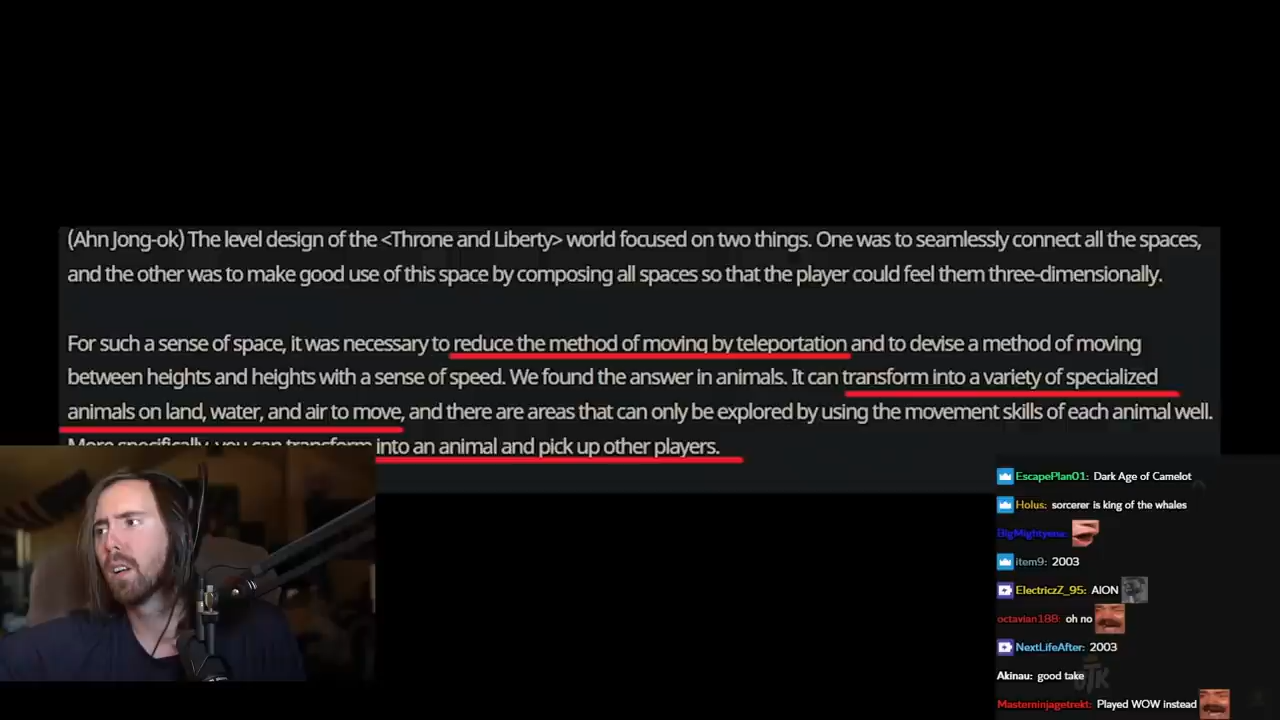 (Ahn Jong-ok) The level design of the <Throne and Liberty> world focused on two things. One was to seamlessly connect all the spaces,
and the other was to make good use of this space by composing all spaces so that the player could feel them three-dimensionally.
For such a sense of space, it was necessary to reduce the method of moving by teleportation and to devise a method of moving
between heights and heights with a sense of speed. We found the answer in animals. It can transform into a variety of specialized
animals on land, water, and air to move, and there are areas that can only be explored by using the movement skills of each animal well.
More specifically, you can transform into an animal and pick up other players.
EscapePlan01: Dark Age of Camelot
Holus: sorcerer is king of the whales
item9: 2003
ElectriczZ_95: AION
octavian188: oh no
NextLifeAfter: 2003
Akinau: good take
Masterninjagetrekt: Played WOW instead